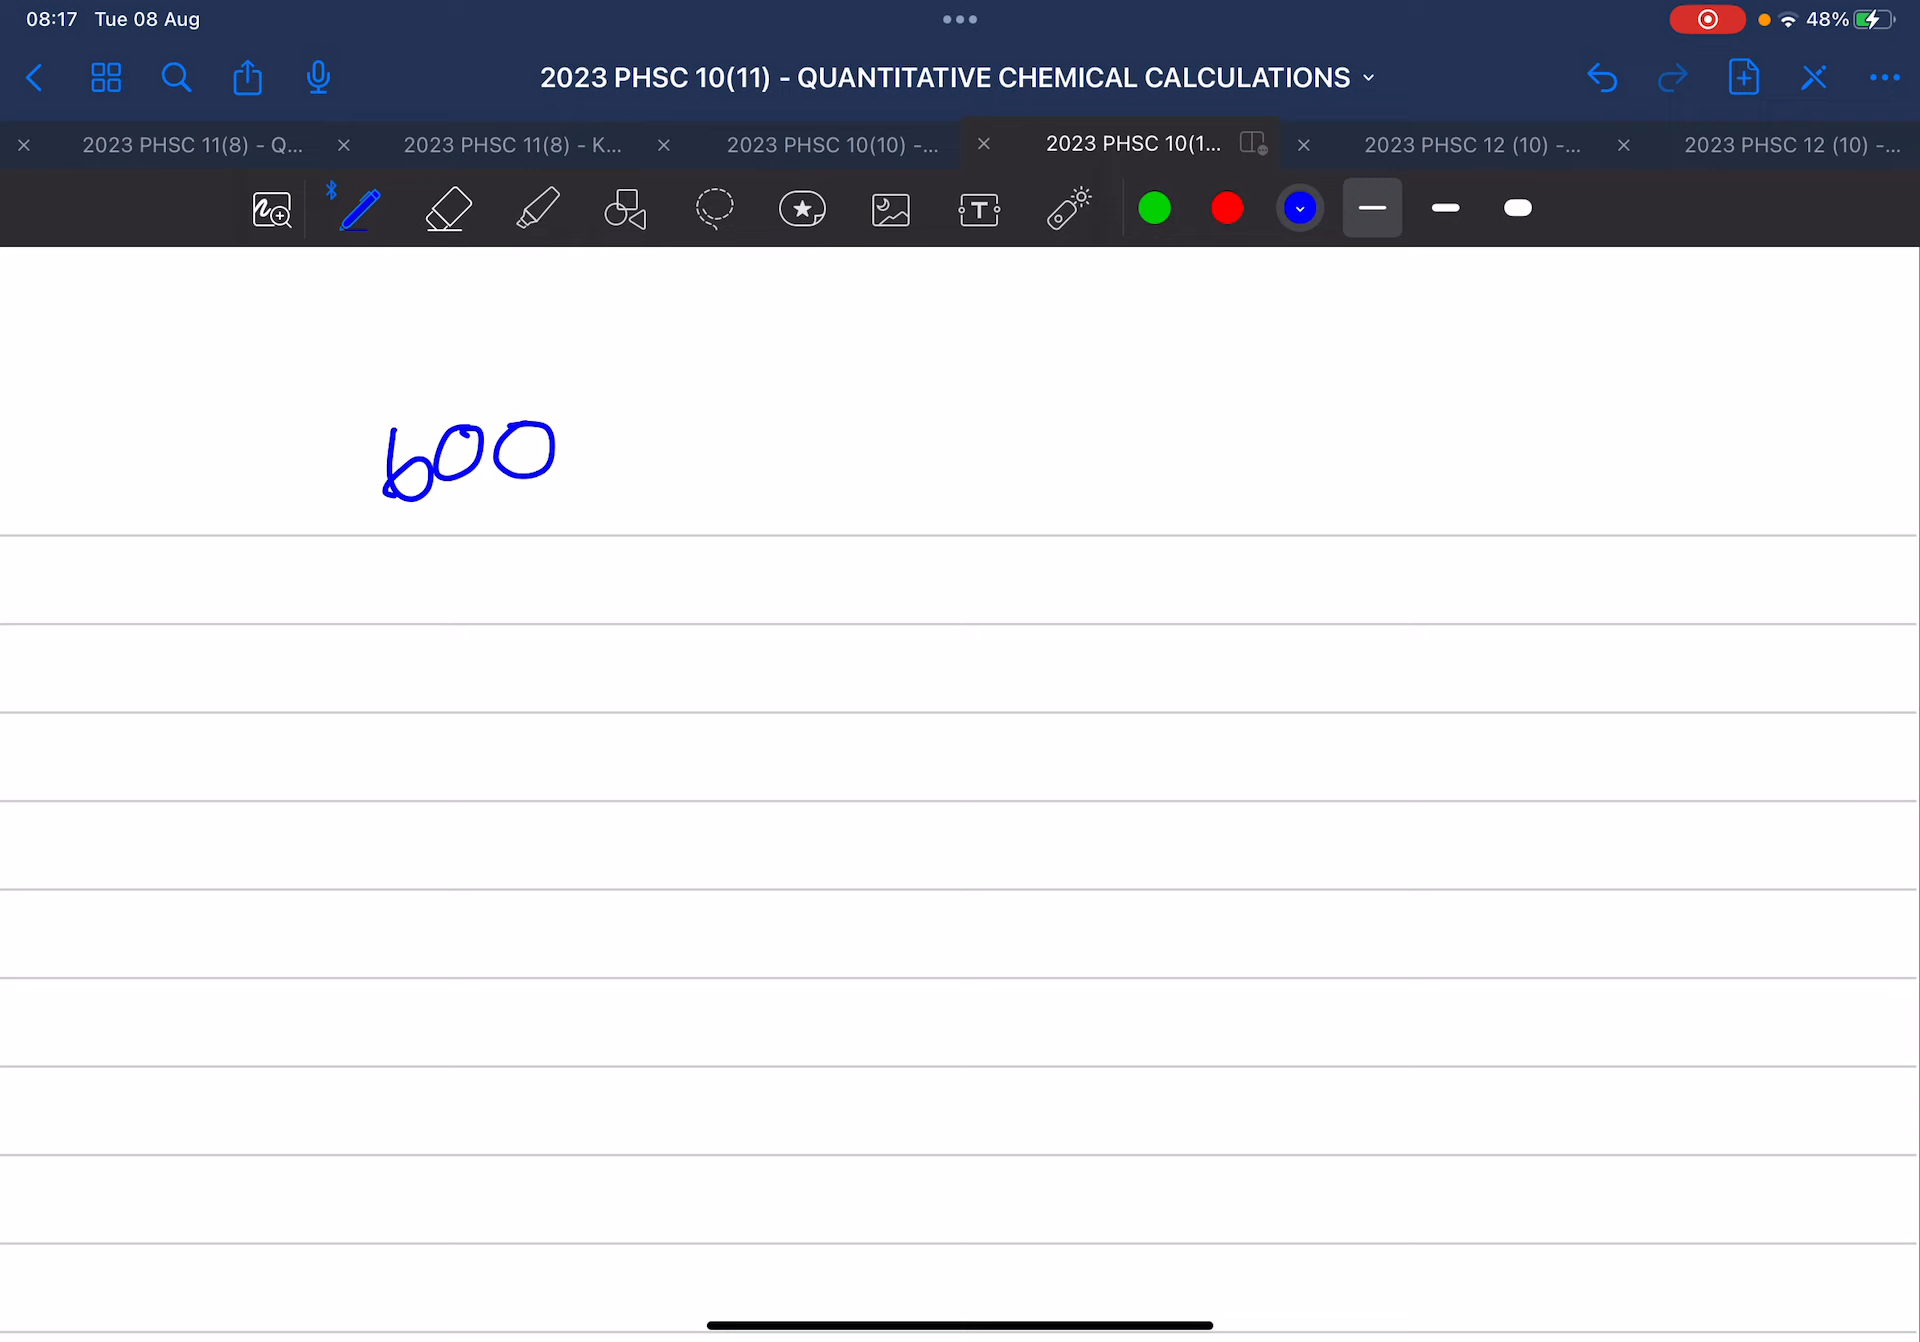 08:17 Tue 08 Aug 48%
2023 PHSC 10(11) - QUANTITATIVE CHEMICAL CALCULATIONS
2023 PHSC 11(8) - Q... 2023 PHSC 11(8) - K... 2023 PHSC 10(10) -... 2023 PHSC 10(1... 2023 PHSC 12 (10) -... 2023 PHSC 12 (10) -...
T
600